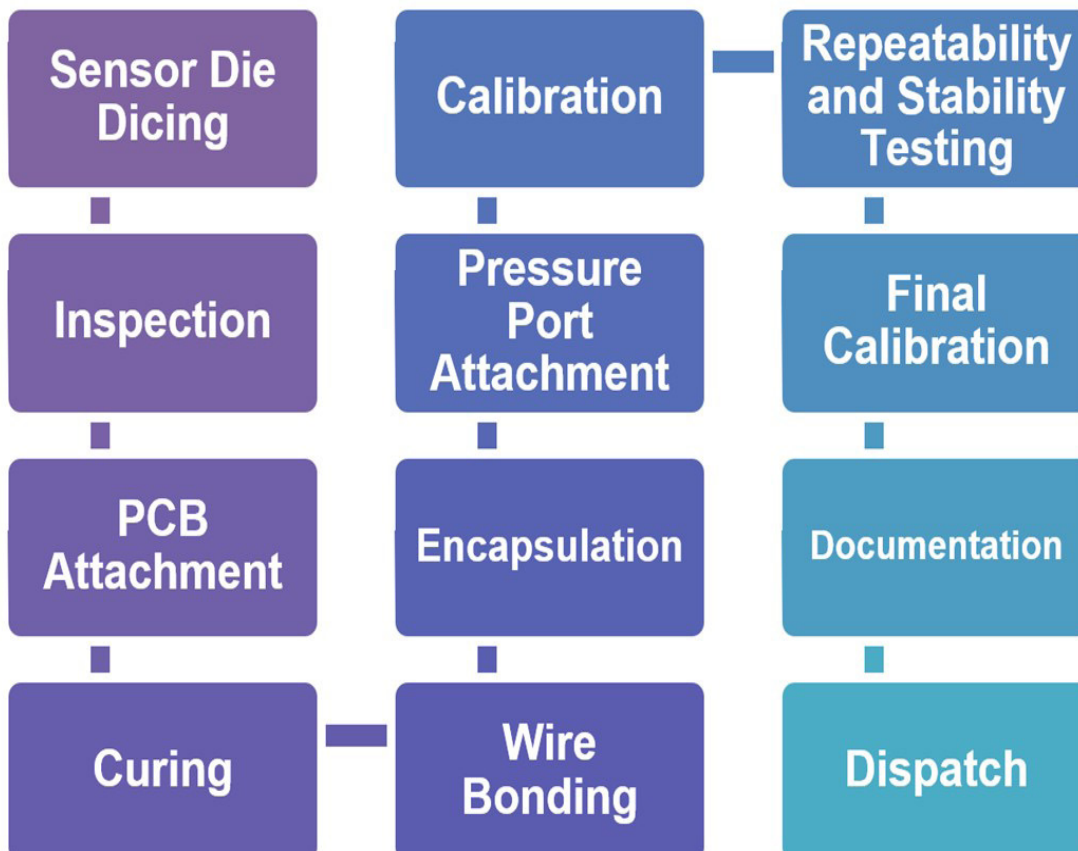 Sensor Die
Dicing
Inspection
PCB
Attachment
Curing
Wire
Bonding
Encapsulation
Pressure
Port
Attachment
Calibration
Repeatability
and Stability
Testing
Final
Calibration
Documentation
Dispatch